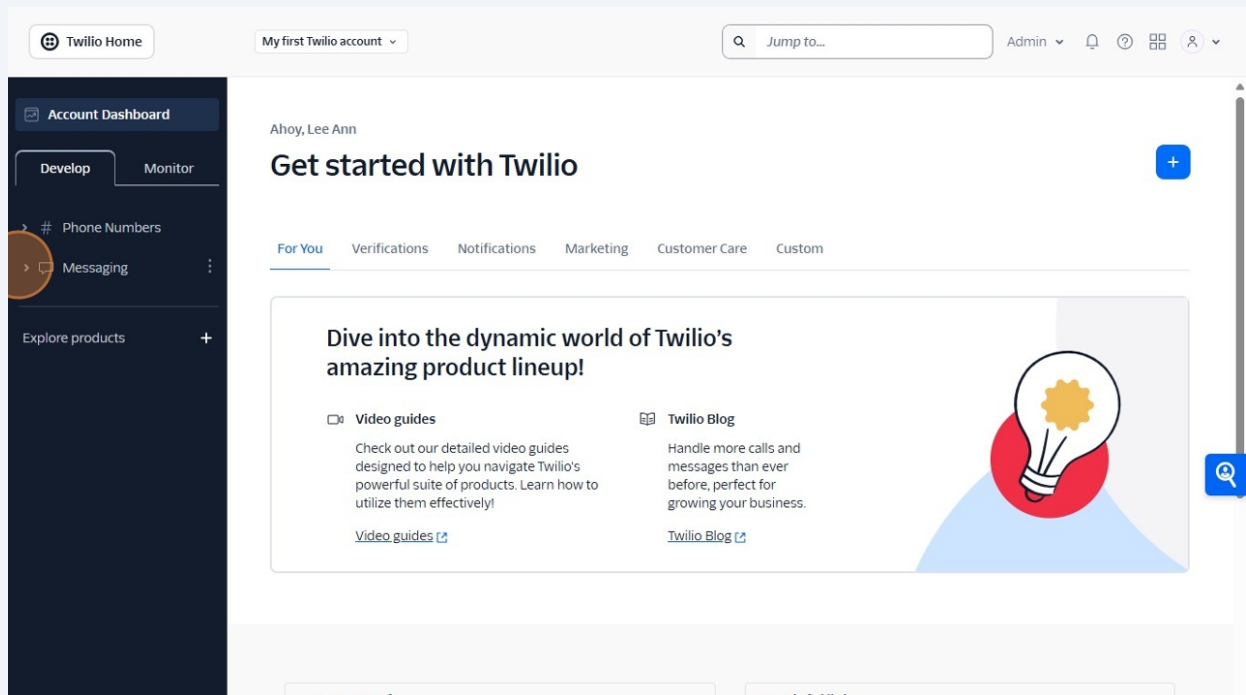 Twilio Home
My first Twilio account
Jump to...
Admin
Account Dashboard
Develop
Monitor
# Phone Numbers
Messaging
Explore products
Ahoy, Lee Ann
Get started with Twilio
For You
Verifications
Notifications
Marketing
Customer Care
Custom
Dive into the dynamic world of Twilio's
amazing product lineup!
Video guides
Check out our detailed video guides
designed to help you navigate Twilio's
powerful suite of products. Learn how to
utilize them effectively!
Video guides
Twilio Blog
Handle more calls and
messages than ever
before, perfect for
growing your business.
Twilio Blog